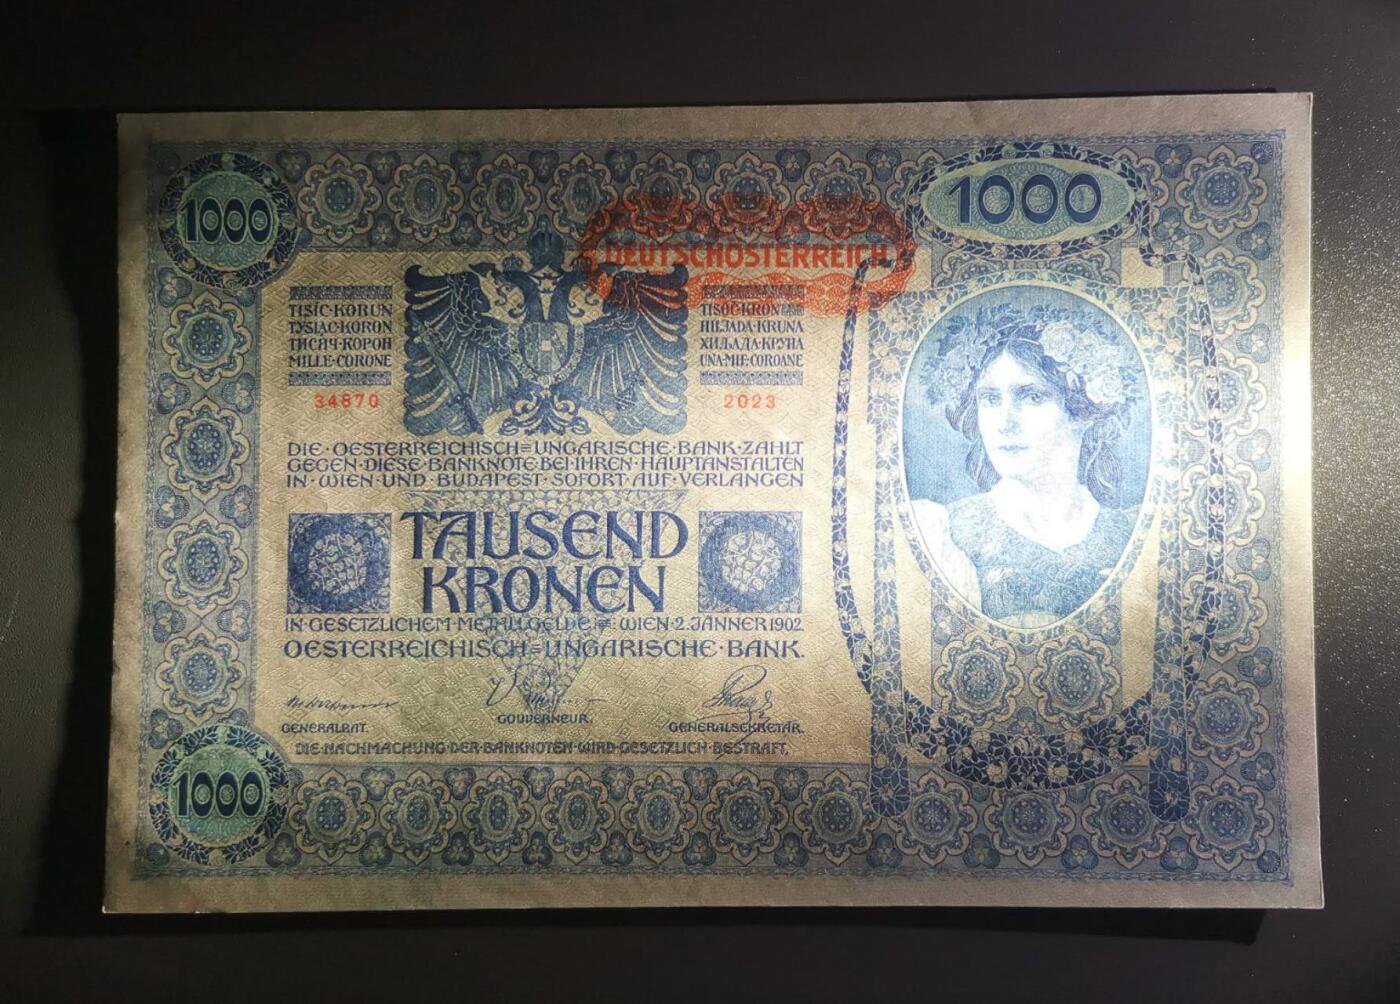 1000
1000
DEUTSCHÖSTERREICH
TISÍC·KORUN
TYSIĄC·KORON
ТИСЯЧ·КОРОН
MILLE·CORONE
TISOČ·KRON
HILJADA·KRUNA
ХИЉАДА·КРУНА
UNA·MIE·COROANE
34870
2023
DIE·OESTERREICHISCH=UNGARISCHE·BANK·ZAHLT
GEGEN·DIESE BANKNOTE BEI IHREN·HAUPTANSTALTEN
IN·WIEN·UND·BUDAPEST·SOFORT·AUF·VERLANGEN
TAUSEND
KRONEN
IN GESETZLICHEM METALLGELDE=WIEN·2.JÄNNER 1902.
OESTERREICHISCH=UNGARISCHE·BANK.
GENERALRAT.
GOUVERNEUR.
GENERALSEKRETÄR.
DIE·NACHMACHUNG·DER·BANKNOTEN·WIRD·GESETZLICH·BESTRAFT.
1000